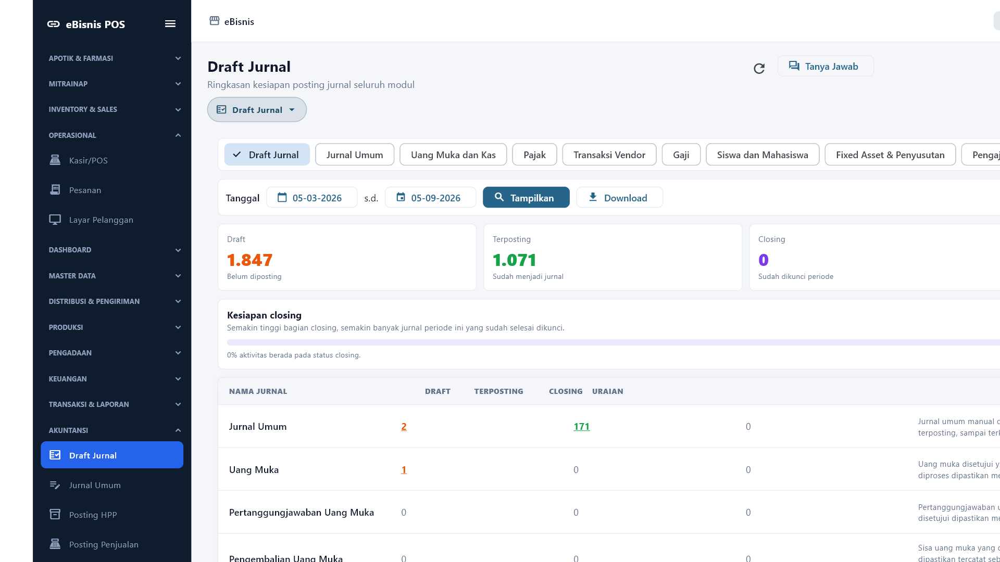 eBisnis POS
eBisnis
APOTIK & FARMASI
MITRAINAP
INVENTORY & SALES
OPERASIONAL
Kasir/POS
Pesanan
Layar Pelanggan
DASHBOARD
MASTER DATA
DISTRIBUSI & PENGIRIMAN
PRODUKSI
PENGADAAN
KEUANGAN
TRANSAKSI & LAPORAN
AKUNTANSI
Draft Jurnal
Jurnal Umum
Posting HPP
Posting Penjualan
Draft Jurnal
Ringkasan kesiapan posting jurnal seluruh modul
Tanya Jawab
Draft Jurnal
Draft Jurnal Jurnal Umum Uang Muka dan Kas Pajak Transaksi Vendor Gaji Siswa dan Mahasiswa Fixed Asset & Penyusutan
Tanggal 05-03-2026 s.d. 05-09-2026 Tampilkan Download
Draft
1.847
Belum diposting
Terposting
1.071
Sudah menjadi jurnal
Closing
0
Sudah dikunci periode
Kesiapan closing
Semakin tinggi bagian closing, semakin banyak jurnal periode ini yang sudah selesai dikunci.
0% aktivitas berada pada status closing.
NAMA JURNAL DRAFT TERPOSTING CLOSING URAIAN
Jurnal Umum 2 171 0 Jurnal umum manual
terposting, sampai
Uang Muka 1 0 0 Uang muka disetujui
diproses dipastikan
Pertanggungjawaban Uang Muka 0 0 0 Pertanggungjawaban
disetujui dipastikan
Pengembalian Uang Muka 0 0 0 Sisa uang muka yang
dipastikan tercatat